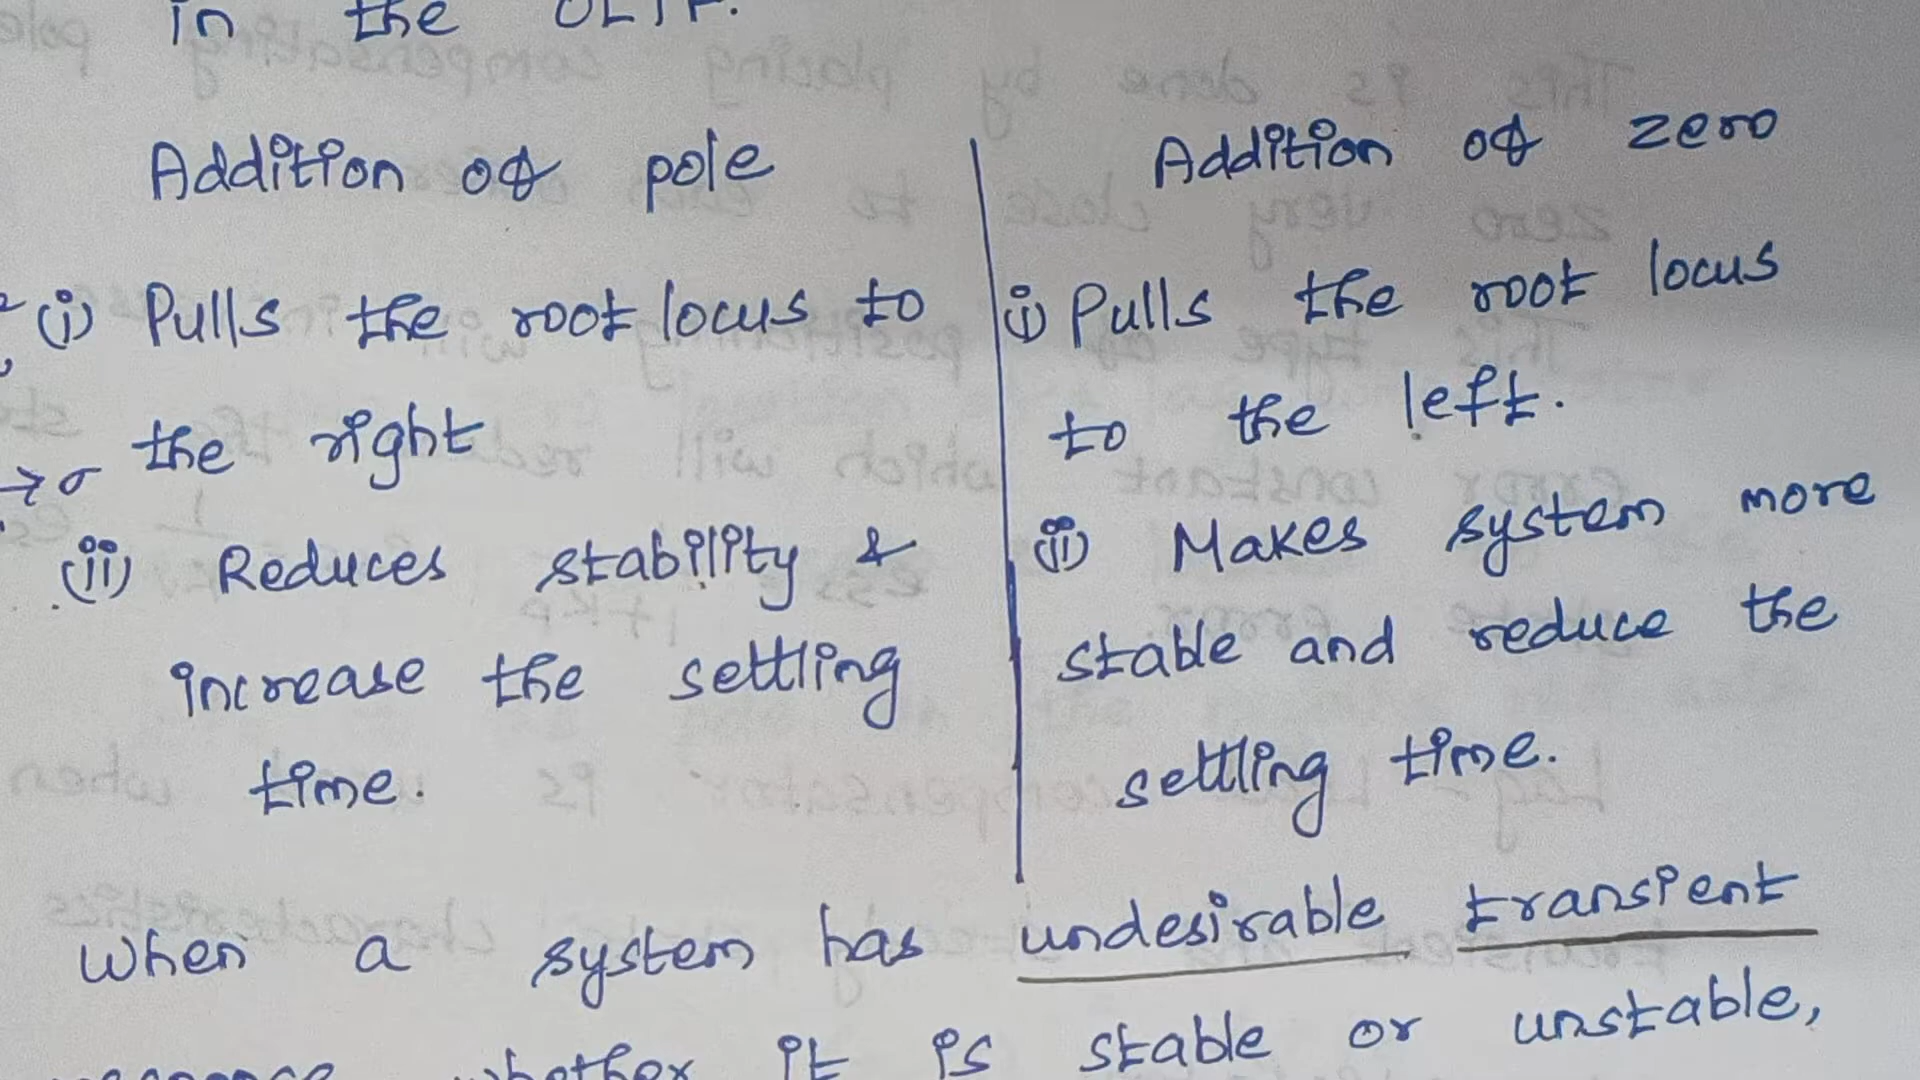 in the OLTF.
Addition of pole
(i) Pulls the root locus to
the right
→σ
(ii) Reduces stability &
increase the settling
time.
Addition of zero
(i) Pulls the root locus
to the left.
(ii) Makes system more
stable and reduce the
settling time.
When a system has undesirable transient
whether it is stable or unstable,